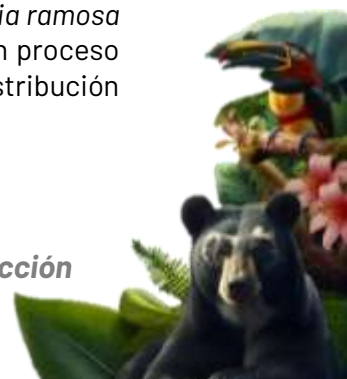 ia ramosa
n proceso
stribución
cción